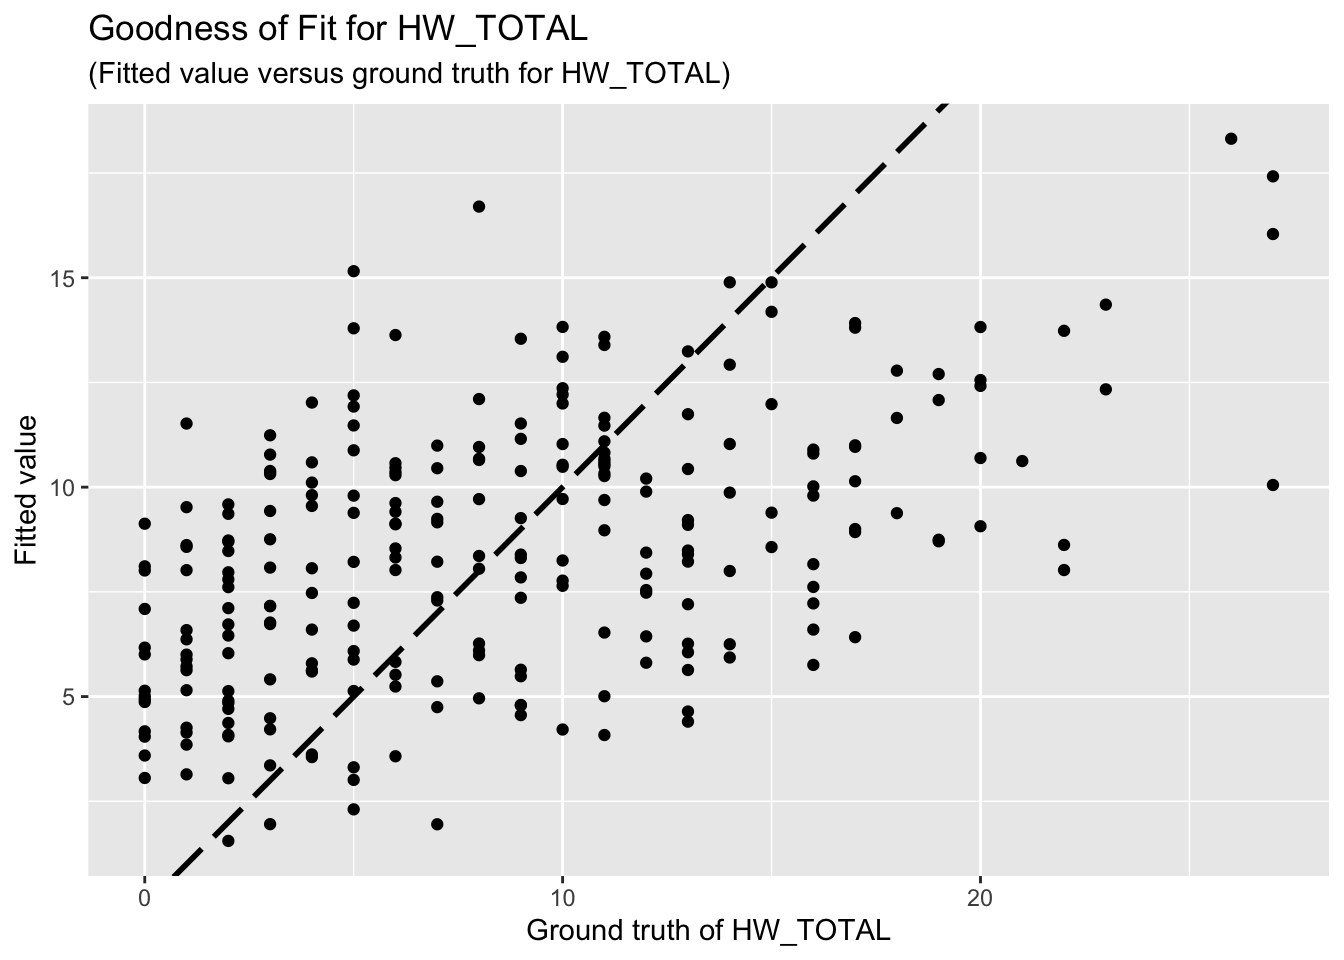 Goodness of Fit for HW_TOTAL
(Fitted value versus ground truth for HW_TOTAL)
Fitted value
15
10
5
0
10
20
Ground truth of HW_TOTAL